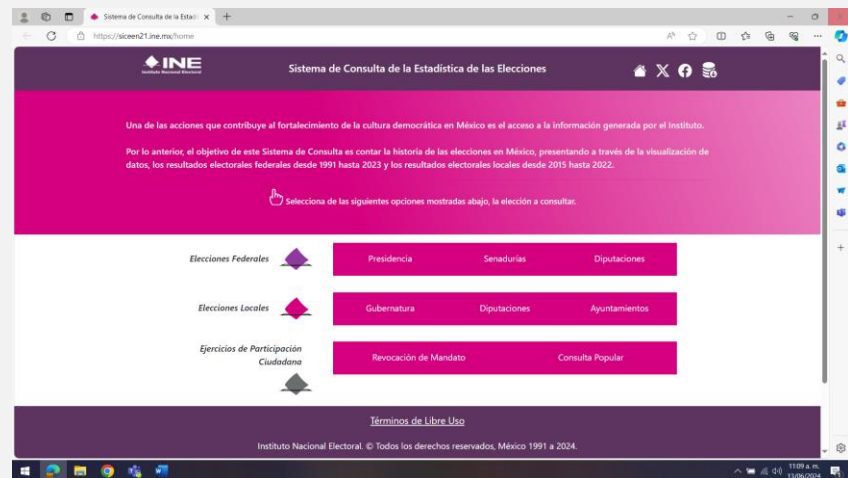 Sistema de Consulta de la Estadí
https://siceen21.ine.mx/home
INE
Instituto Nacional Electoral
Sistema de Consulta de la Estadística de las Elecciones
Una de las acciones que contribuye al fortalecimiento de la cultura democrática en México es el acceso a la información generada por el Instituto.
Por lo anterior, el objetivo de este Sistema de Consulta es contar la historia de las elecciones en México, presentando a través de la visualización de
datos, los resultados electorales federales desde 1991 hasta 2023 y los resultados electorales locales desde 2015 hasta 2022.
Selecciona de las siguientes opciones mostradas abajo, la elección a consultar.
Elecciones Federales
Presidencia Senadurías Diputaciones
Elecciones Locales
Gubernatura Diputaciones Ayuntamientos
Ejercicios de Participación
Ciudadana
Revocación de Mandato Consulta Popular
Términos de Libre Uso
Instituto Nacional Electoral. © Todos los derechos reservados, México 1991 a 2024.
11:09 a. m.
13/06/2024